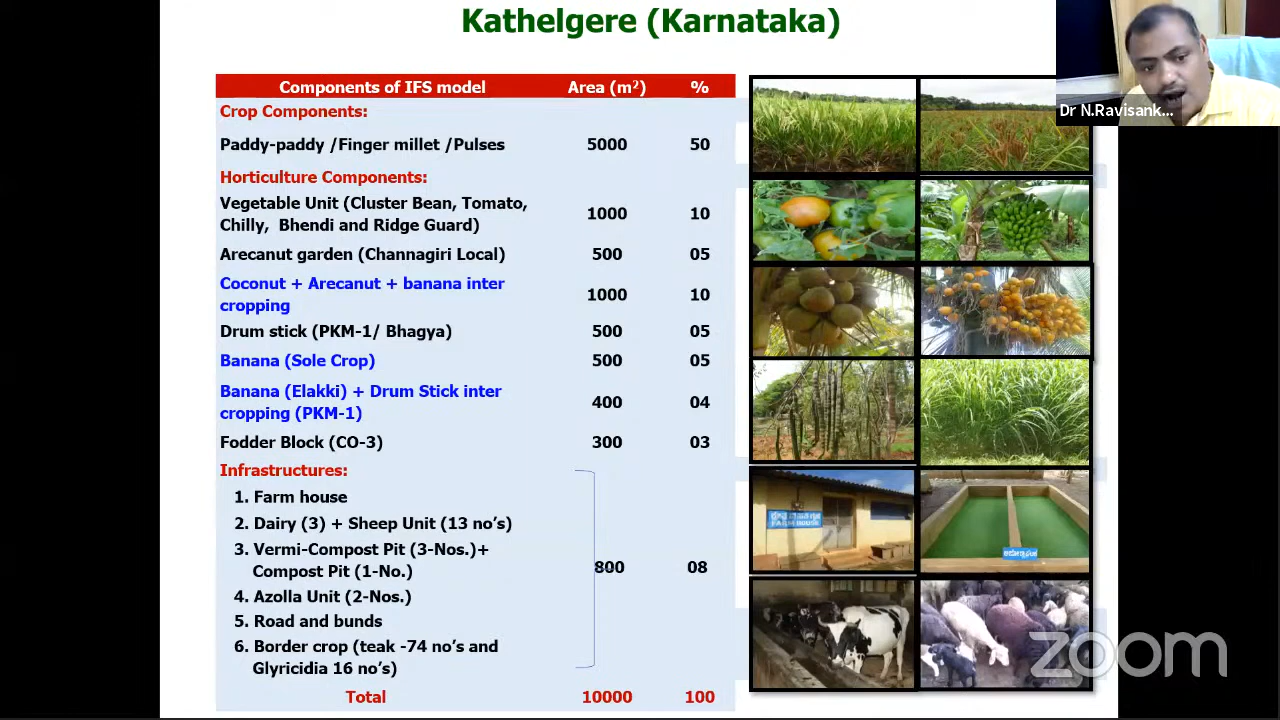 Kathelgere (Karnataka)
Components of IFS model Area (m²) %
Crop Components:
Paddy-paddy /Finger millet /Pulses 5000 50
Horticulture Components:
Vegetable Unit (Cluster Bean, Tomato,
Chilly, Bhendi and Ridge Guard) 1000 10
Arecanut garden (Channagiri Local) 500 05
Coconut + Arecanut + banana inter
cropping 1000 10
Drum stick (PKM-1/ Bhagya) 500 05
Banana (Sole Crop) 500 05
Banana (Elakki) + Drum Stick inter
cropping (PKM-1) 400 04
Fodder Block (CO-3) 300 03
Infrastructures:
1. Farm house
2. Dairy (3) + Sheep Unit (13 no's)
3. Vermi-Compost Pit (3-Nos.)+
Compost Pit (1-No.) 800 08
4. Azolla Unit (2-Nos.)
5. Road and bunds
6. Border crop (teak -74 no's and
Glyricidia 16 no's)
Total 10000 100
Dr N.Ravisank...
FARM HOUSE
zoom